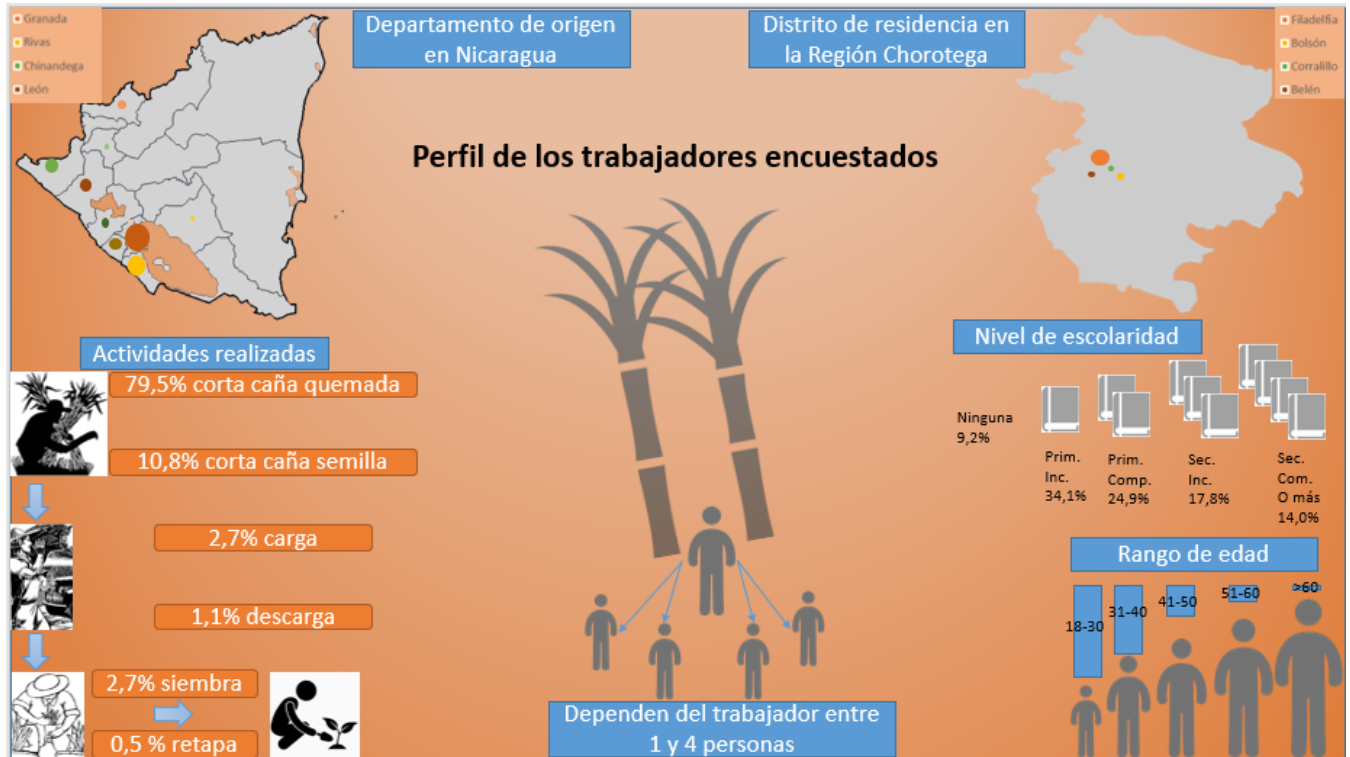 Granada
Rivas
Chinandega
León
Departamento de origen
en Nicaragua
Distrito de residencia en
la Región Chorotega
Filadelfia
Bolsón
Corralillo
Belén
Perfil de los trabajadores encuestados
Actividades realizadas
79,5% corta caña quemada
10,8% corta caña semilla
2,7% carga
1,1% descarga
2,7% siembra
0,5 % retapa
Dependen del trabajador entre
1 y 4 personas
Nivel de escolaridad
Ninguna
9,2%
Prim.
Inc.
34,1%
Prim.
Comp.
24,9%
Sec.
Inc.
17,8%
Sec.
Com.
O más
14,0%
Rango de edad
18-30
31-40
41-50
51-60
>60